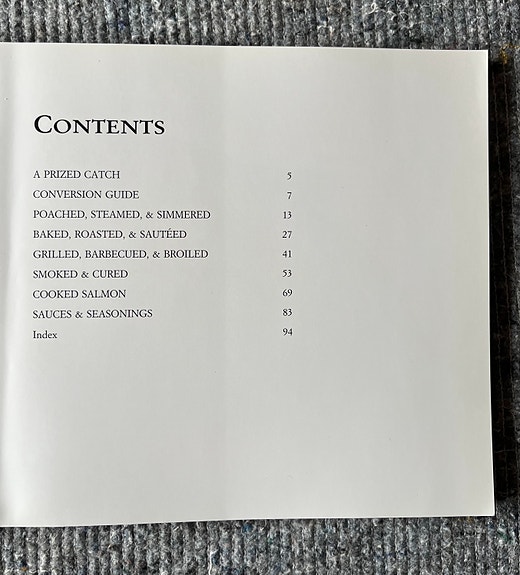 CONTENTS
A PRIZED CATCH 5
CONVERSION GUIDE 7
POACHED, STEAMED, & SIMMERED 13
BAKED, ROASTED, & SAUTÉED 27
GRILLED, BARBECUED, & BROILED 41
SMOKED & CURED 53
COOKED SALMON 69
SAUCES & SEASONINGS 83
Index 94